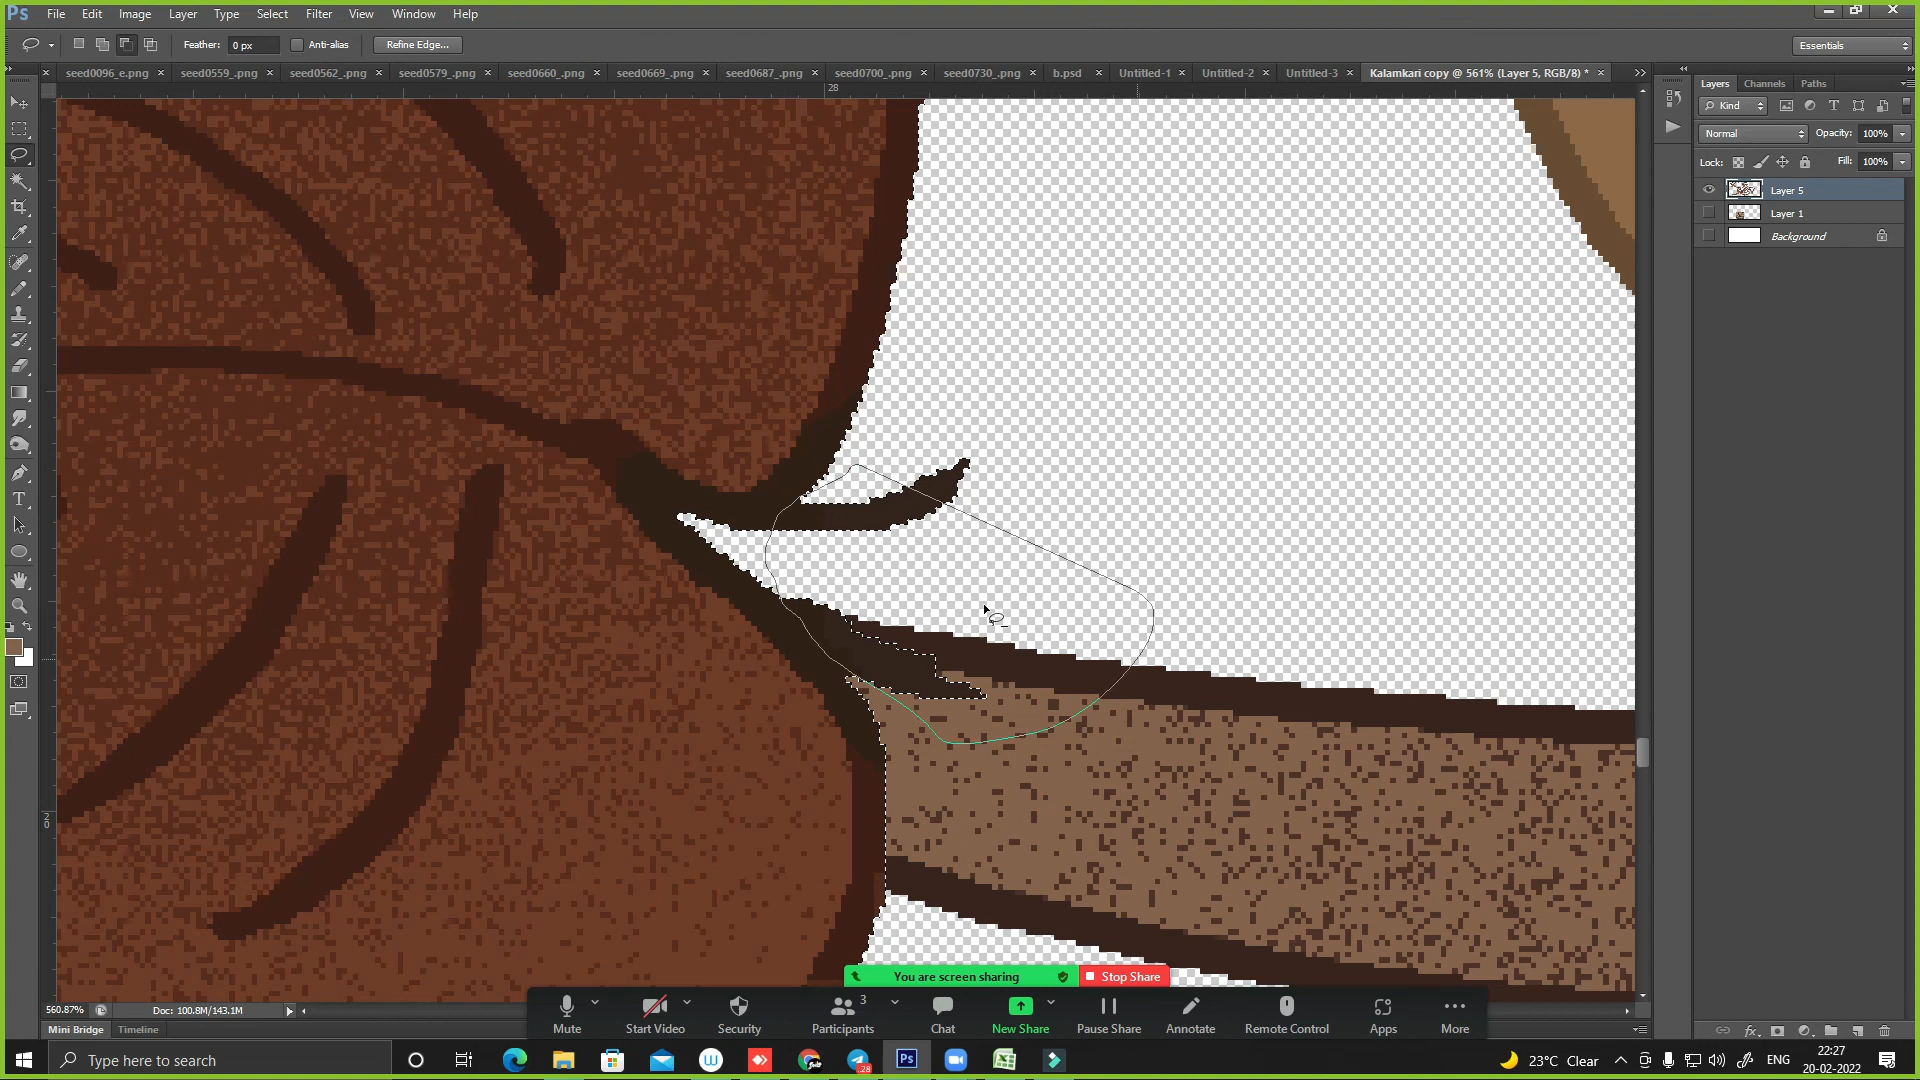 Ps File Edit Image Layer Type Select Filter View Window Help
Feather: 0 px Anti-alias Refine Edge... Essentials
seed0096_e.png × seed0559_.png × seed0562_.png × seed0579_.png × seed0660_.png × seed0669_.png × seed0687_.png × seed0700_.png × seed0730_.png × b.psd × Untitled-1 × Untitled-2 × Untitled-3 × Kalamkari copy @ 561% (Layer 5, RGB/8) * ×
28
Layers Channels Paths
Kind
Normal Opacity: 100%
Lock: Fill: 100%
Layer 5
Layer 1
Background
20
You are screen sharing Stop Share
560.87% Doc: 100.8M/143.1M
3
Mute Start Video Security Participants Chat New Share Pause Share Annotate Remote Control Apps More
Mini Bridge Timeline
Type here to search
28
Ps
23°C Clear ENG
22:27
20-02-2022